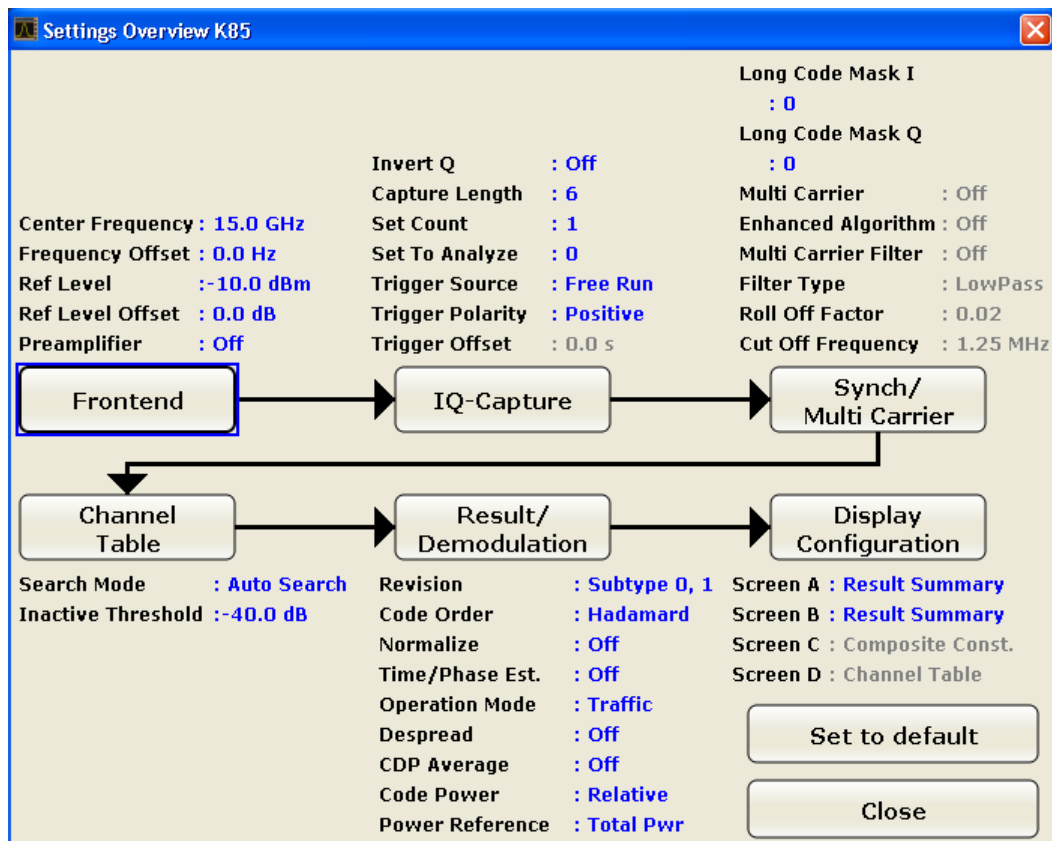 Settings Overview K85
Center Frequency : 15.0 GHz
Frequency Offset : 0.0 Hz
Ref Level :-10.0 dBm
Ref Level Offset : 0.0 dB
Preamplifier : Off
Invert Q : Off
Capture Length : 6
Set Count : 1
Set To Analyze : 0
Trigger Source : Free Run
Trigger Polarity : Positive
Trigger Offset : 0.0 s
Long Code Mask I
: 0
Long Code Mask Q
: 0
Multi Carrier : Off
Enhanced Algorithm : Off
Multi Carrier Filter : Off
Filter Type : LowPass
Roll Off Factor : 0.02
Cut Off Frequency : 1.25 MHz
Frontend
IQ-Capture
Synch/
Multi Carrier
Channel
Table
Result/
Demodulation
Display
Configuration
Search Mode : Auto Search
Inactive Threshold :-40.0 dB
Revision : Subtype 0, 1
Code Order : Hadamard
Normalize : Off
Time/Phase Est. : Off
Operation Mode : Traffic
Despread : Off
CDP Average : Off
Code Power : Relative
Power Reference : Total Pwr
Screen A : Result Summary
Screen B : Result Summary
Screen C : Composite Const.
Screen D : Channel Table
Set to default
Close